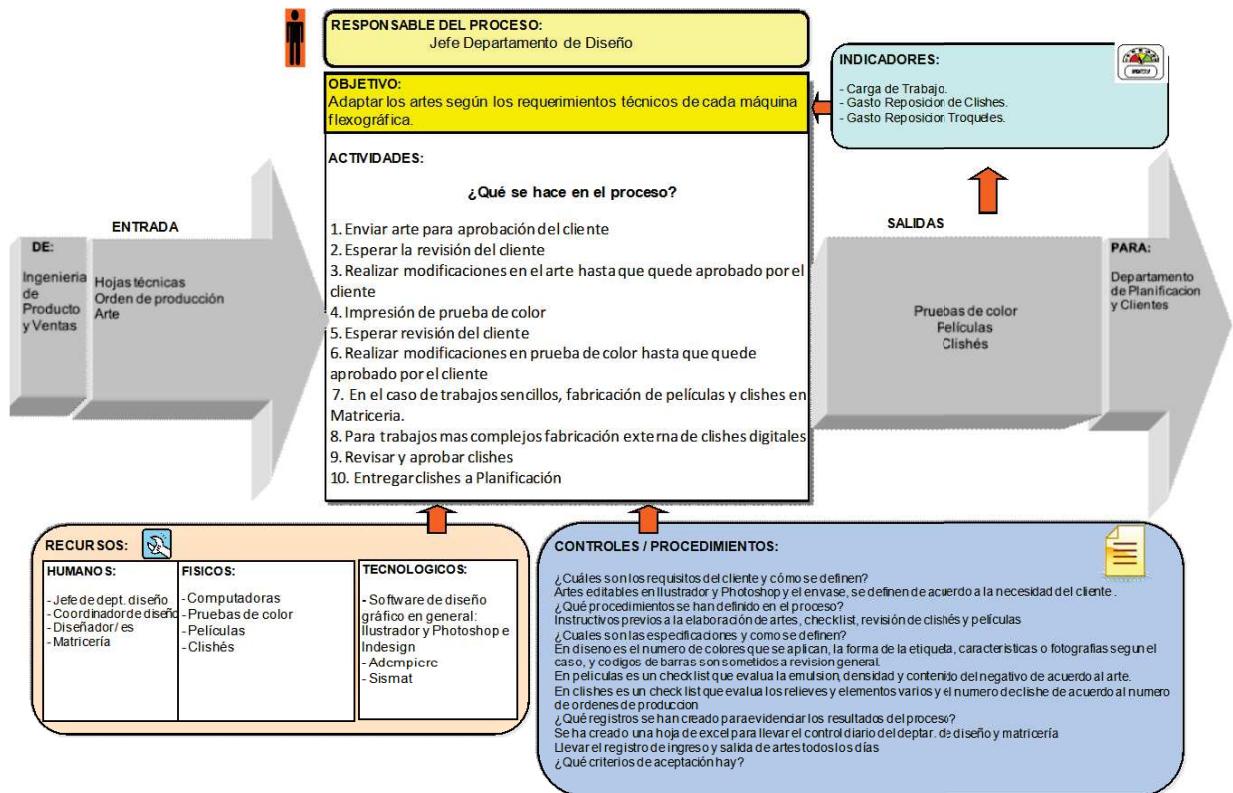 RESPONSABLE DEL PROCESO:
Jefe Departamento de Diseño
OBJETIVO:
Adaptar los artes según los requerimientos técnicos de cada máquina
flexográfica.
INDICADORES:
- Carga de Trabajo.
- Gasto Reposicior de Clishes.
- Gasto Reposicior Troqueles.
ENTRADA
DE:
Ingenieria
de
Producto
y Ventas
Hojas técnicas
Orden de producción
Arte
ACTIVIDADES:
¿Qué se hace en el proceso?
1. Enviar arte para aprobación del cliente
2. Esperar la revisión del cliente
3. Realizar modificaciones en el arte hasta que quede aprobado por el
cliente
4. Impresión de prueba de color
5. Esperar revisión del cliente
6. Realizar modificaciones en prueba de color hasta que quede
aprobado por el cliente
7. En el caso de trabajos sencillos, fabricación de películas y clishes en
Matriceria.
8. Para trabajos mas complejos fabricación externa de clishes digitales
9. Revisar y aprobar clishes
10. Entregar clishes a Planificación
SALIDAS
Pruebas de color
Películas
Clishés
PARA:
Departamento
de Planificacion
y Clientes
RECURSOS:
HUMANOS:
- Jefe de dept. diseño
- Coordinador de diseño
- Diseñador/ es
- Matricería
FISICOS:
- Computadoras
- Pruebas de color
- Películas
- Clishés
TECNOLOGICOS:
- Software de diseño
gráfico en general:
Ilustrador y Photoshop e
Indesign
- Adcmpicrc
- Sismat
CONTROLES / PROCEDIMIENTOS:
¿Cuáles son los requisitos del cliente y cómo se definen?
Artes editables en Ilustrador y Photoshop y el envase, se definen de acuerdo a la necesidad del cliente .
¿Qué procedimientos se han definido en el proceso?
Instructivos previos a la elaboración de artes, checklist, revisión de clishés y películas
¿Cuales son las especificaciones y como se definen?
En diseno es el numero de colores que se aplican, la forma de la etiqueta, características o fotografias segun el
caso, y codigos de barras son sometidos a revision general.
En peliculas es un check list que evalua la emulsion, densidad y contenido del negativo de acuerdo al arte.
En clishes es un check list que evalua los relieves y elementos varios y el numero de clishe de acuerdo al numero
de ordenes de produccion
¿Qué registros se han creado para evidenciar los resultados del proceso?
Se ha creado una hoja de excel para llevar el control diario del deptar. de diseño y matricería
Llevar el registro de ingreso y salida de artes todos los días
¿Qué criterios de aceptación hay?